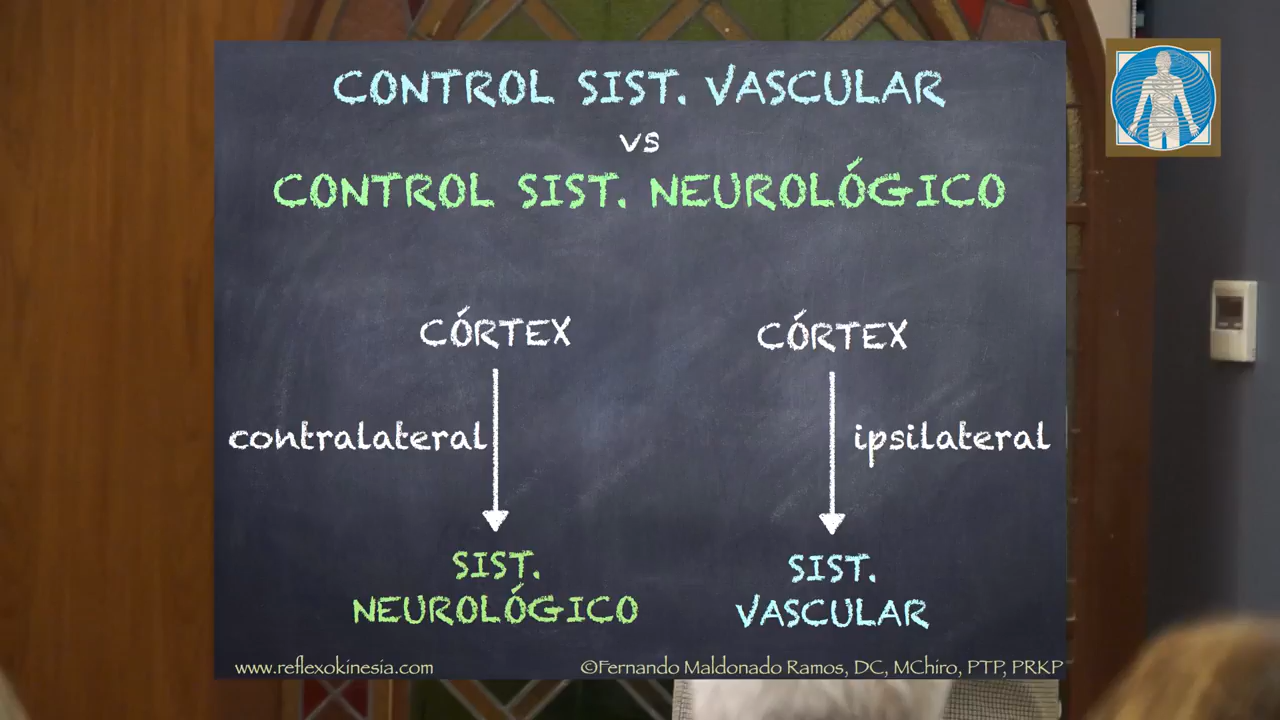 CONTROL SIST. VASCULAR
vs
CONTROL SIST. NEUROLÓGICO
CÓRTEX
CÓRTEX
contralateral
ipsilateral
SIST.
NEUROLÓGICO
SIST.
VASCULAR
www.reflexokinesia.com
©Fernando Maldonado Ramos, DC, MChiro, PTP, PRKP